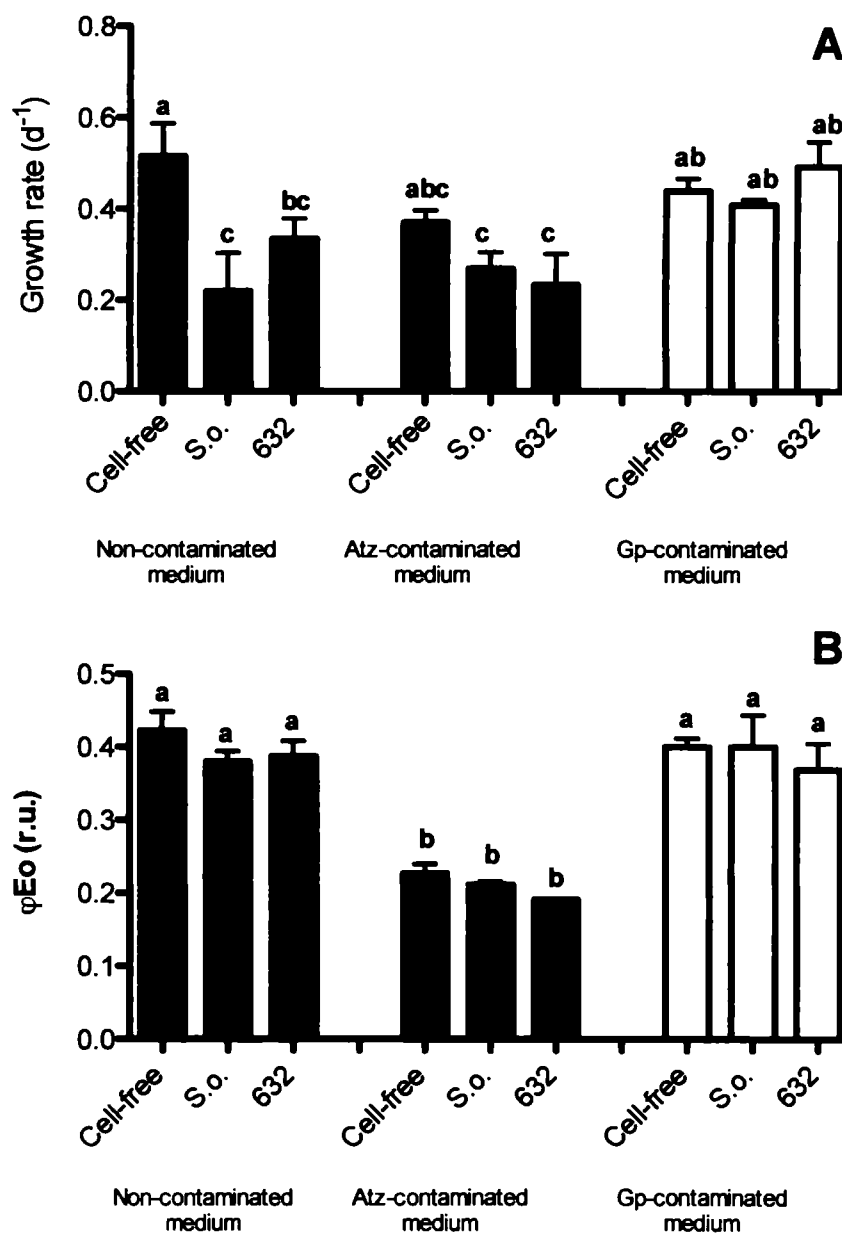 A
Growth rate (d⁻¹)
0.8
0.6
0.4
0.2
0.0
a
c
bc
abc
c
c
ab
ab
ab
Cell-free
S.o.
632
Cell-free
S.o.
632
Cell-free
S.o.
632
Non-contaminated
medium
Atz-contaminated
medium
Gp-contaminated
medium
B
φEo (r.u.)
0.5
0.4
0.3
0.2
0.1
0.0
a
a
a
b
b
b
a
a
a
Cell-free
S.o.
632
Cell-free
S.o.
632
Cell-free
S.o.
632
Non-contaminated
medium
Atz-contaminated
medium
Gp-contaminated
medium